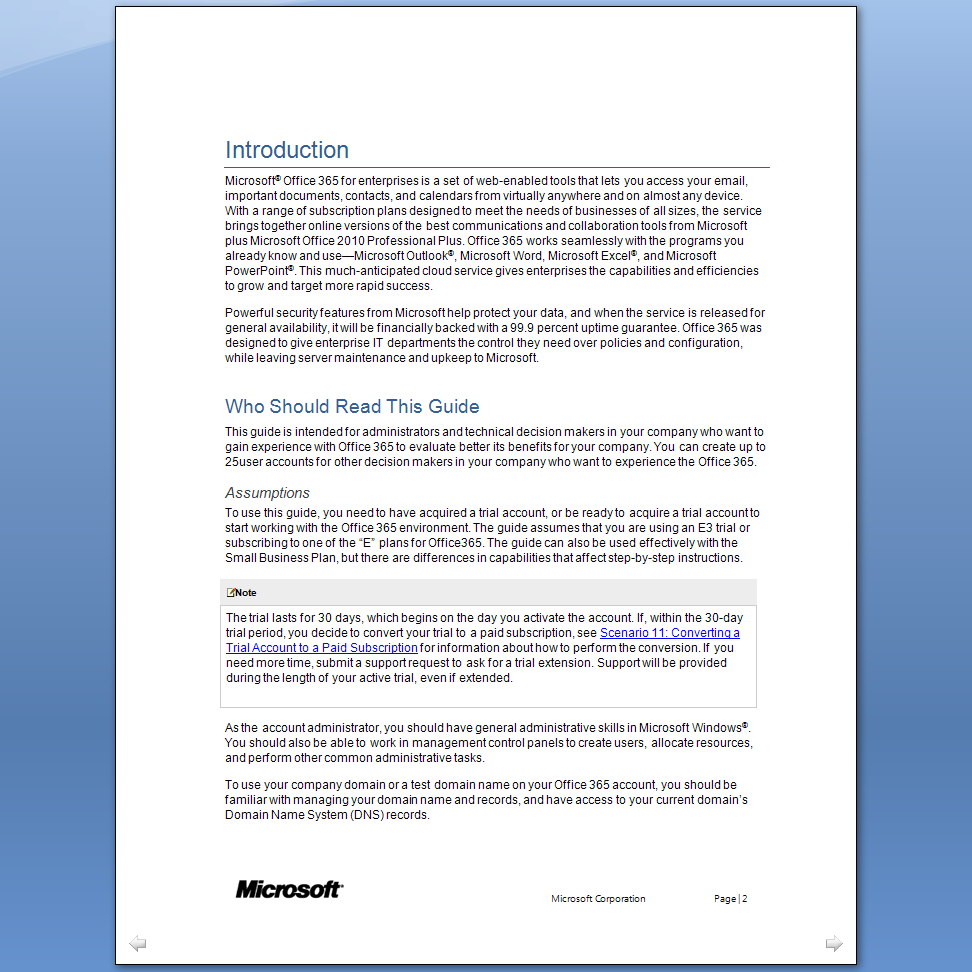 Introduction
Microsoft® Office 365 for enterprises is a set of web-enabled tools that lets you access your email,
important documents, contacts, and calendars from virtually anywhere and on almost any device.
With a range of subscription plans designed to meet the needs of businesses of all sizes, the service
brings together online versions of the best communications and collaboration tools from Microsoft
plus Microsoft Office 2010 Professional Plus. Office 365 works seamlessly with the programs you
already know and use—Microsoft Outlook®, Microsoft Word, Microsoft Excel®, and Microsoft
PowerPoint®. This much-anticipated cloud service gives enterprises the capabilities and efficiencies
to grow and target more rapid success.
Powerful security features from Microsoft help protect your data, and when the service is released for
general availability, it will be financially backed with a 99.9 percent uptime guarantee. Office 365 was
designed to give enterprise IT departments the control they need over policies and configuration,
while leaving server maintenance and upkeep to Microsoft.
Who Should Read This Guide
This guide is intended for administrators and technical decision makers in your company who want to
gain experience with Office 365 to evaluate better its benefits for your company. You can create up to
25user accounts for other decision makers in your company who want to experience the Office 365.
Assumptions
To use this guide, you need to have acquired a trial account, or be ready to acquire a trial account to
start working with the Office 365 environment. The guide assumes that you are using an E3 trial or
subscribing to one of the “E” plans for Office365. The guide can also be used effectively with the
Small Business Plan, but there are differences in capabilities that affect step-by-step instructions.
Note
The trial lasts for 30 days, which begins on the day you activate the account. If, within the 30-day
trial period, you decide to convert your trial to a paid subscription, see Scenario 11: Converting a
Trial Account to a Paid Subscription for information about how to perform the conversion. If you
need more time, submit a support request to ask for a trial extension. Support will be provided
during the length of your active trial, even if extended.
As the account administrator, you should have general administrative skills in Microsoft Windows®.
You should also be able to work in management control panels to create users, allocate resources,
and perform other common administrative tasks.
To use your company domain or a test domain name on your Office 365 account, you should be
familiar with managing your domain name and records, and have access to your current domain’s
Domain Name System (DNS) records.
Microsoft® Microsoft Corporation Page | 2